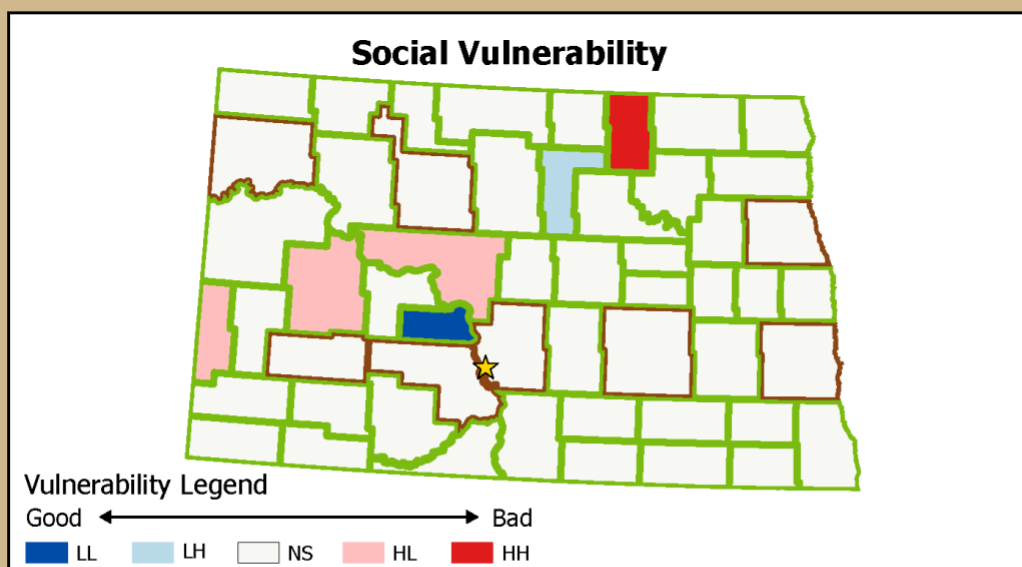 Social Vulnerability
Vulnerability Legend
Good Bad
LL LH NS HL HH